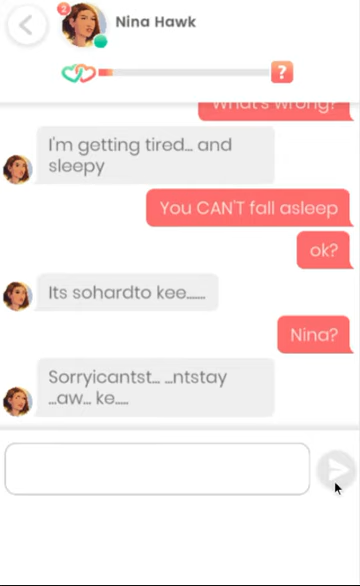 2
Nina Hawk
?
What's wrong?
I'm getting tired... and
sleepy
You CAN'T fall asleep
ok?
Its sohardto kee......
Nina?
Sorryicantst... ...ntstay
...aw... ke.....